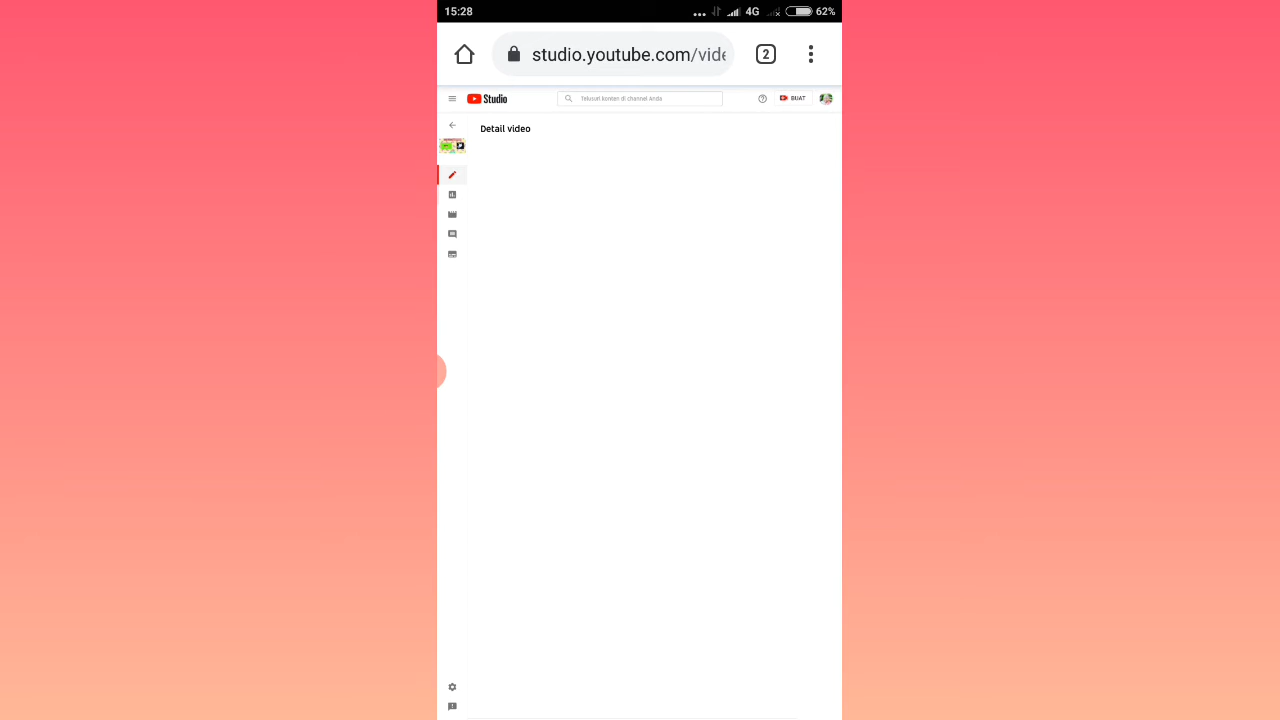 15:28
4G
62%
studio.youtube.com/vide
2
Studio
Telusuri konten di channel Anda
BUAT
Detail video